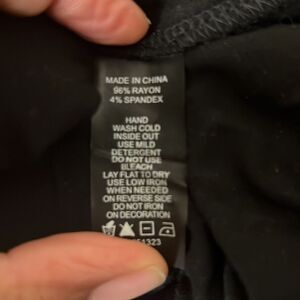 MADE IN CHINA
96% RAYON
4% SPANDEX
HAND
WASH COLD
INSIDE OUT
USE MILD
DETERGENT
DO NOT USE
BLEACH
LAY FLAT TO DRY
USE LOW IRON
WHEN NEEDED
ON REVERSE SIDE
DO NOT IRON
ON DECORATION